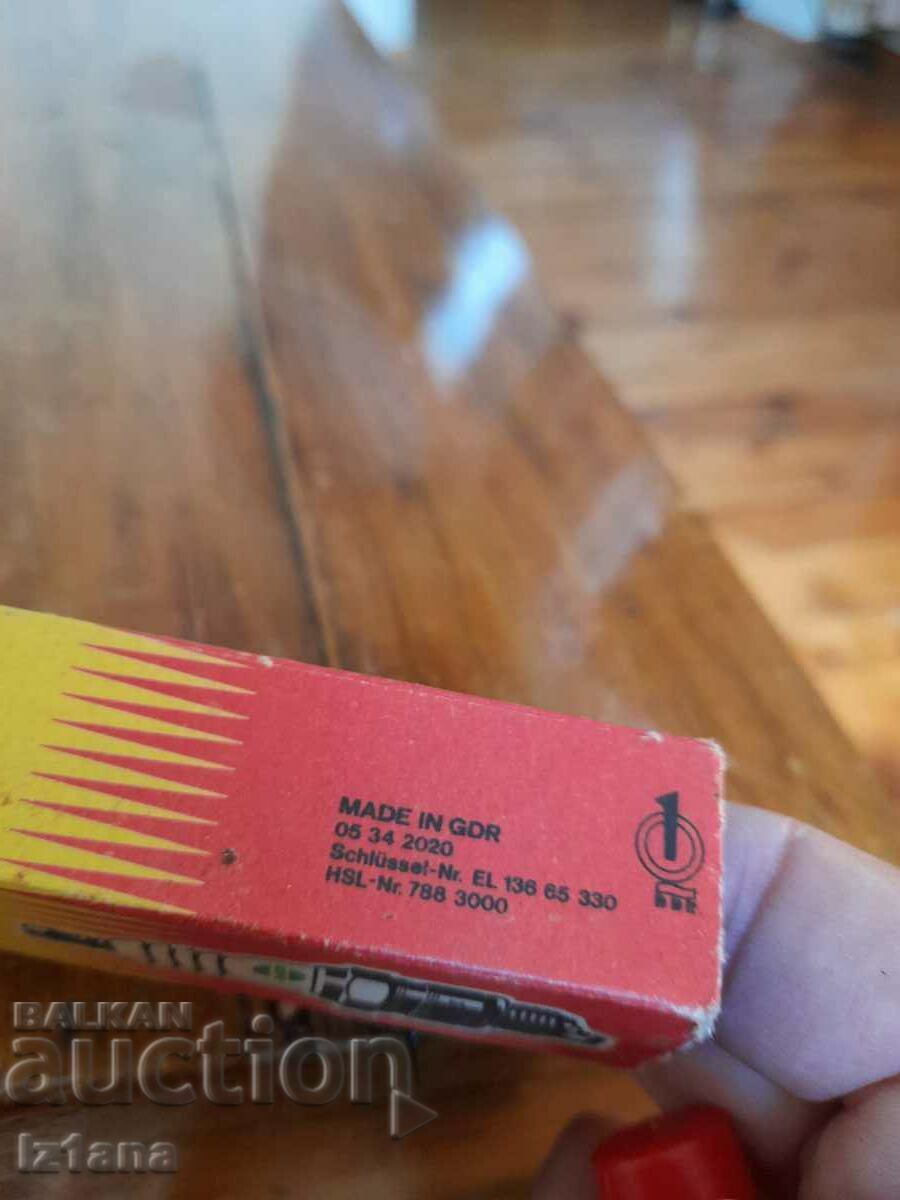 MADE IN GDR
05 34 2020
Schlüssel-Nr. EL 136 65 330
HSL-Nr. 788 3000
1
BALKAN
auction
Iz1ana